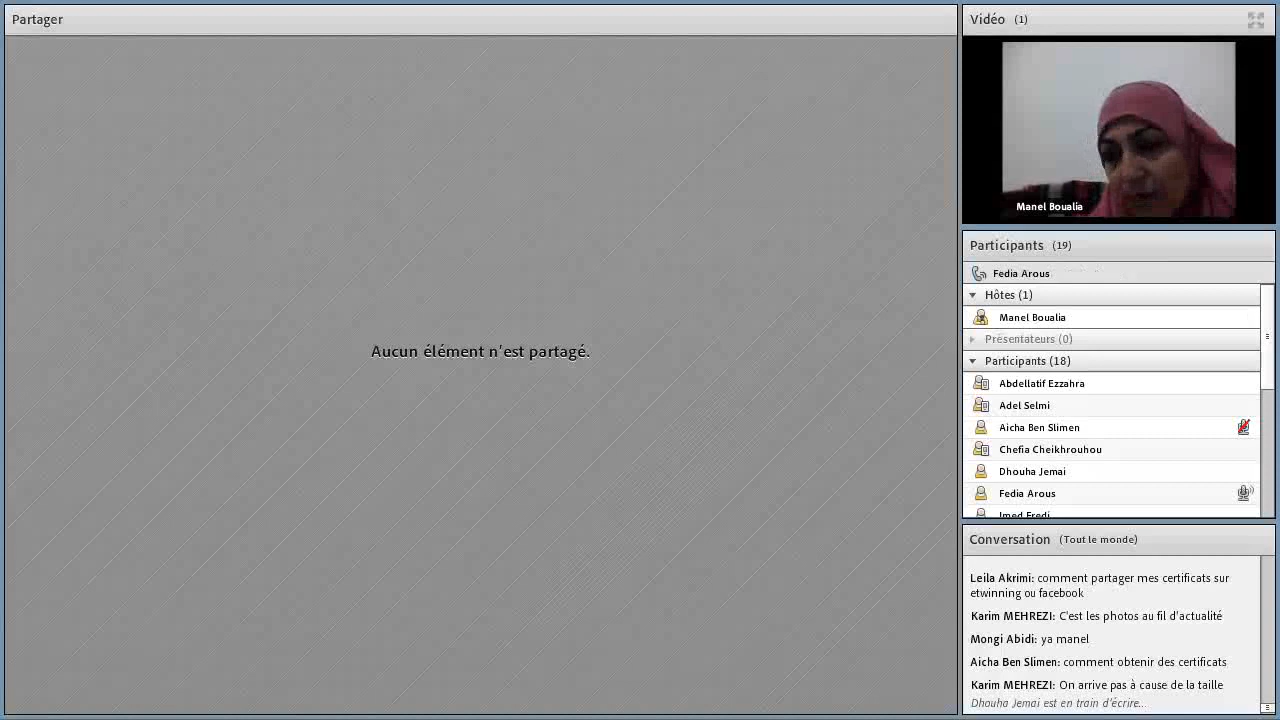 Partager
Aucun élément n'est partagé.
Vidéo (1)
Manel Boualia
Participants (19)
Fedia Arous
Hôtes (1)
Manel Boualia
Présentateurs (0)
Participants (18)
Abdellatif Ezzahra
Adel Selmi
Aicha Ben Slimen
Chefia Cheikhrouhou
Dhouha Jemai
Fedia Arous
Imed Fredj
Conversation (Tout le monde)
Leila Akrimi: comment partager mes certificats sur
etwinning ou facebook
Karim MEHREZI: C'est les photos au fil d'actualité
Mongi Abidi: ya manel
Aicha Ben Slimen: comment obtenir des certificats
Karim MEHREZI: On arrive pas à cause de la taille
Dhouha Jemai est en train d'écrire...